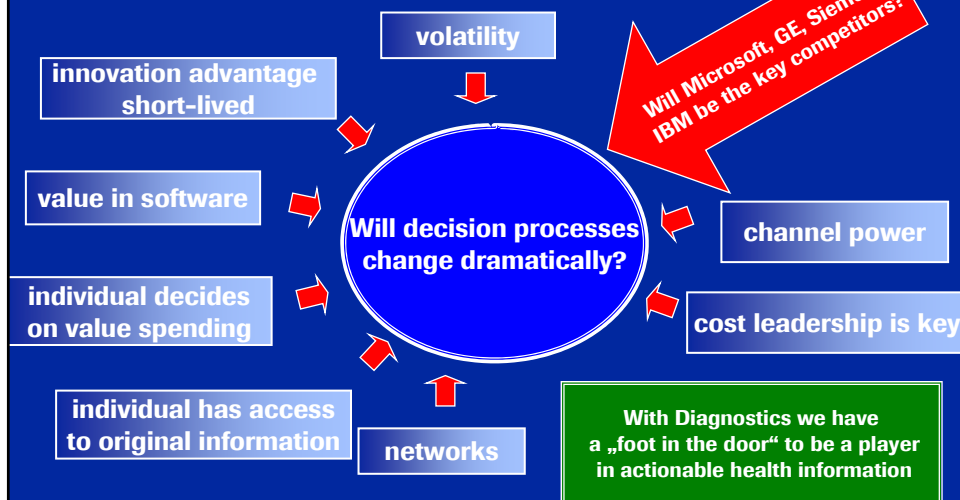 volatility
innovation advantage
short-lived
Will Microsoft, GE,
IBM be the key competitors?
value in software
Will decision processes
change dramatically?
channel power
individual decides
on value spending
cost leadership is key
individual has access
to original information
networks
With Diagnostics we have
a „foot in the door“ to be a player
in actionable health information